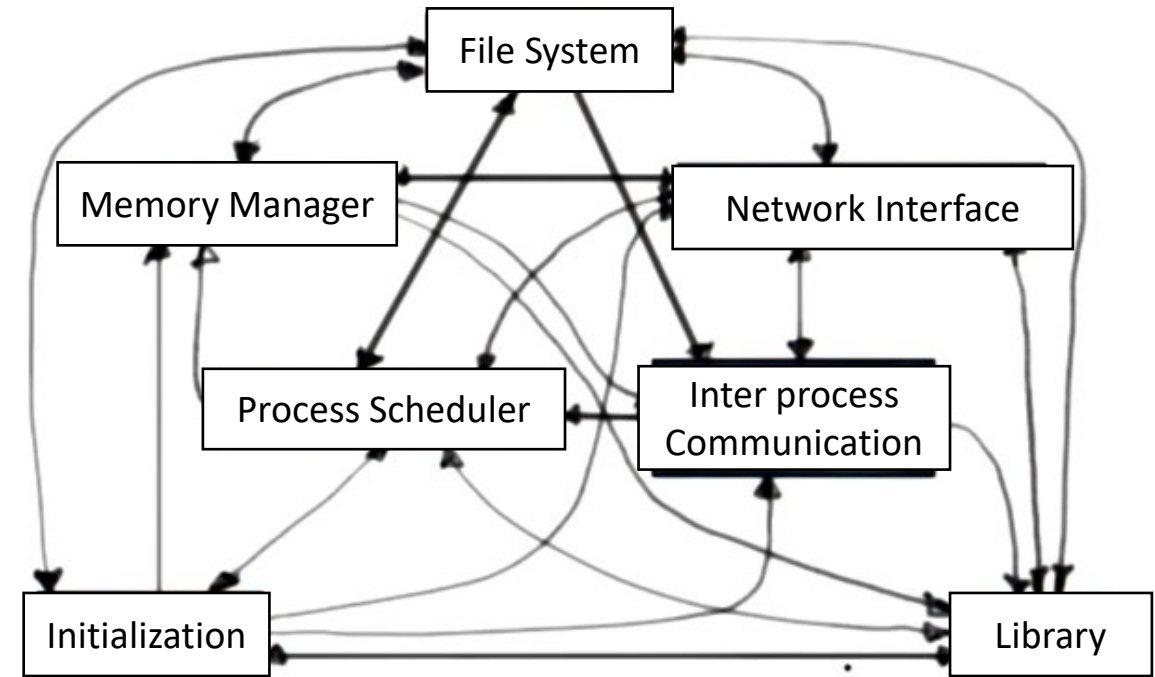 File System
Memory Manager
Network Interface
Process Scheduler
Inter process
Communication
Initialization
Library